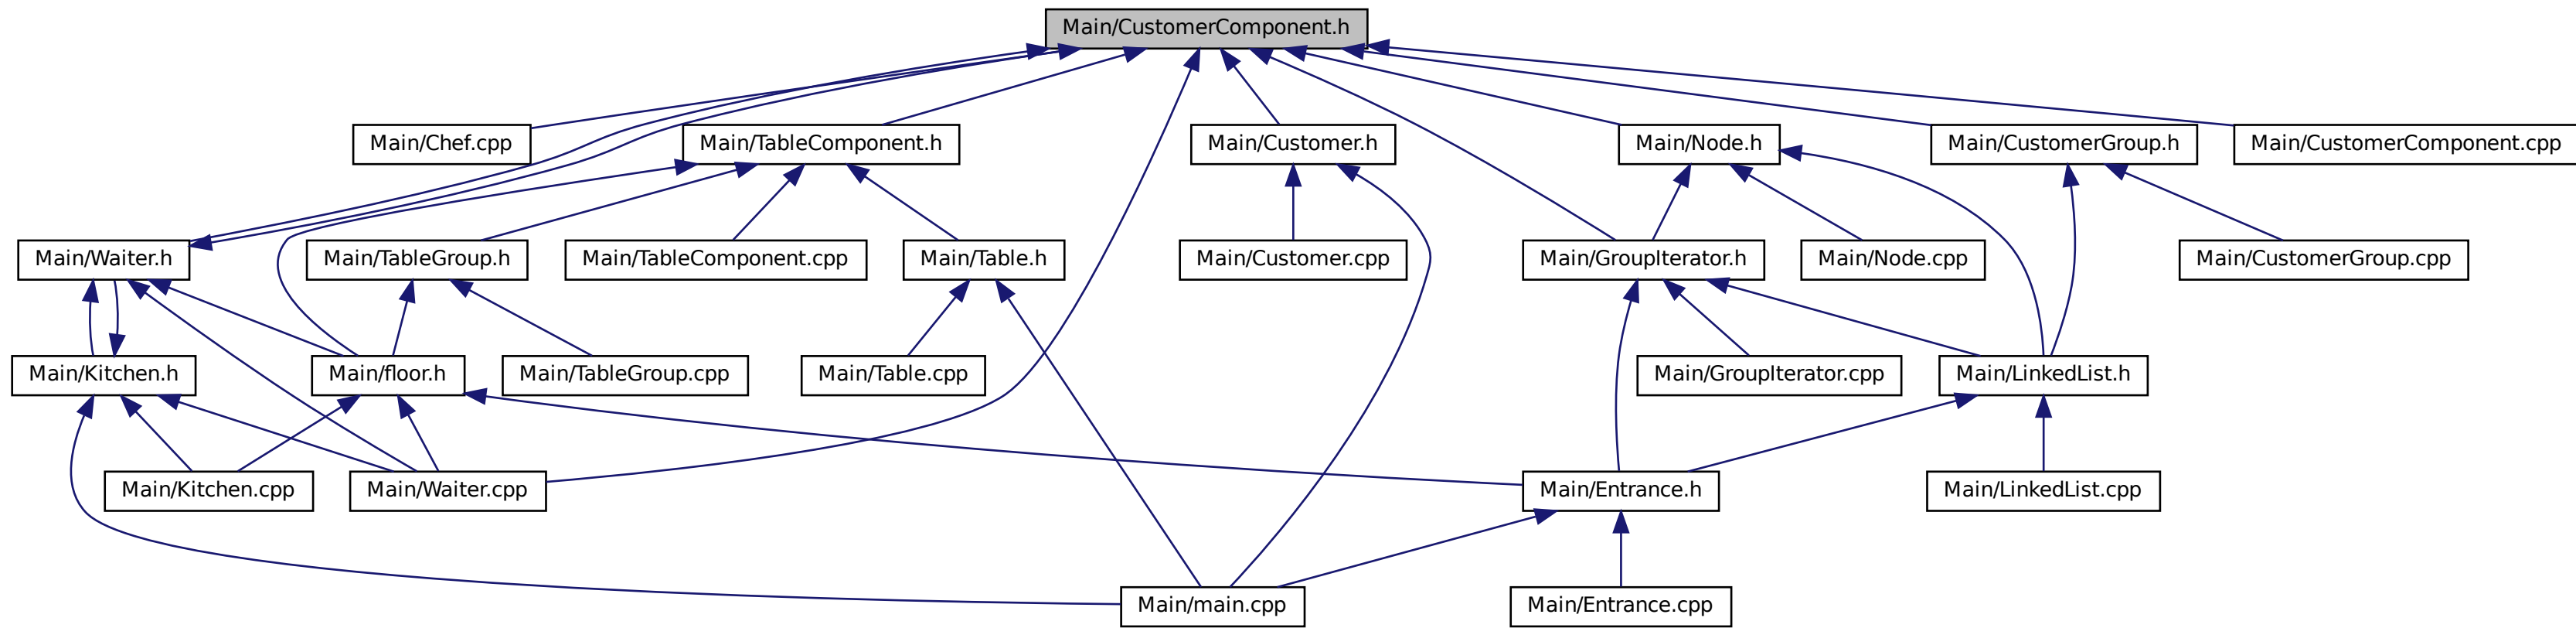 Main/CustomerComponent.h
Main/Chef.cpp
Main/TableComponent.h
Main/Customer.h
Main/Node.h
Main/CustomerGroup.h
Main/CustomerComponent.cpp
Main/Waiter.h
Main/TableGroup.h
Main/TableComponent.cpp
Main/Table.h
Main/Customer.cpp
Main/GroupIterator.h
Main/Node.cpp
Main/CustomerGroup.cpp
Main/Kitchen.h
Main/floor.h
Main/TableGroup.cpp
Main/Table.cpp
Main/GroupIterator.cpp
Main/LinkedList.h
Main/Kitchen.cpp
Main/Waiter.cpp
Main/Entrance.h
Main/LinkedList.cpp
Main/main.cpp
Main/Entrance.cpp